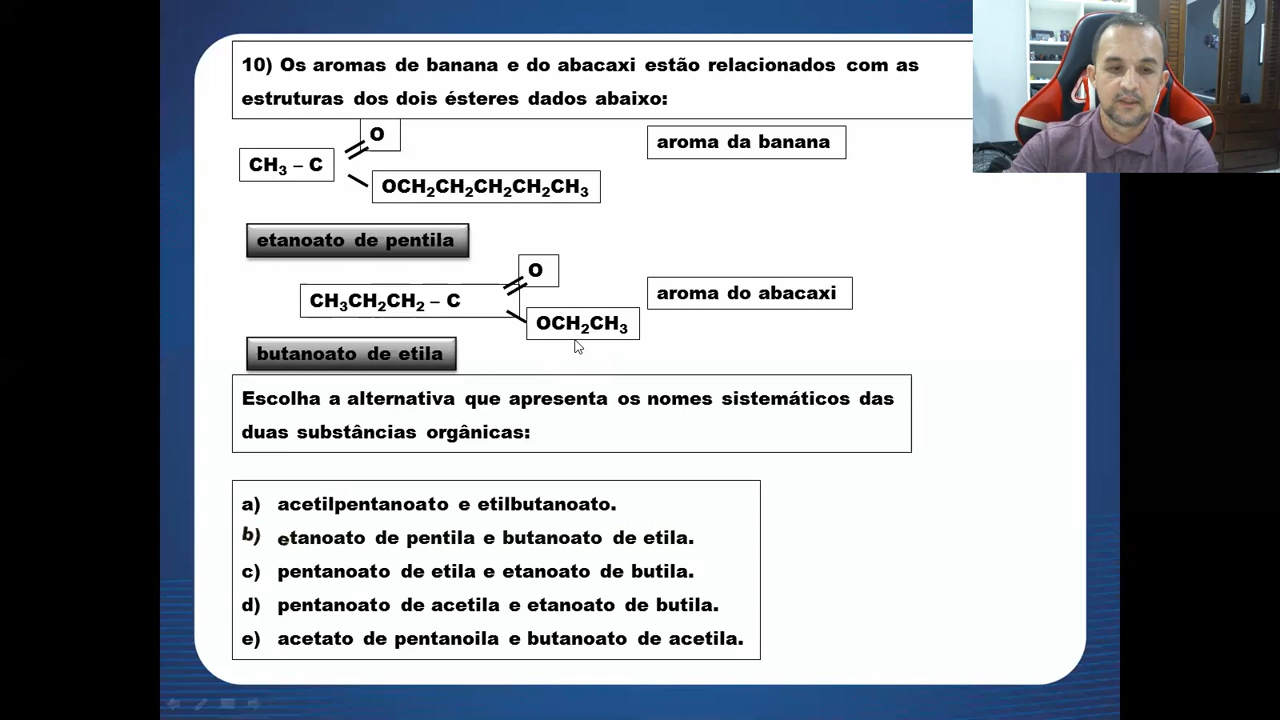 10) Os aromas de banana e do abacaxi estão relacionados com as
estruturas dos dois ésteres dados abaixo:
O
CH₃ – C
OCH₂CH₂CH₂CH₂CH₃
aroma da banana
etanoato de pentila
O
CH₃CH₂CH₂ – C
OCH₂CH₃
aroma do abacaxi
butanoato de etila
Escolha a alternativa que apresenta os nomes sistemáticos das
duas substâncias orgânicas:
a) acetilpentanoato e etilbutanoato.
b) etanoato de pentila e butanoato de etila.
c) pentanoato de etila e etanoato de butila.
d) pentanoato de acetila e etanoato de butila.
e) acetato de pentanoila e butanoato de acetila.